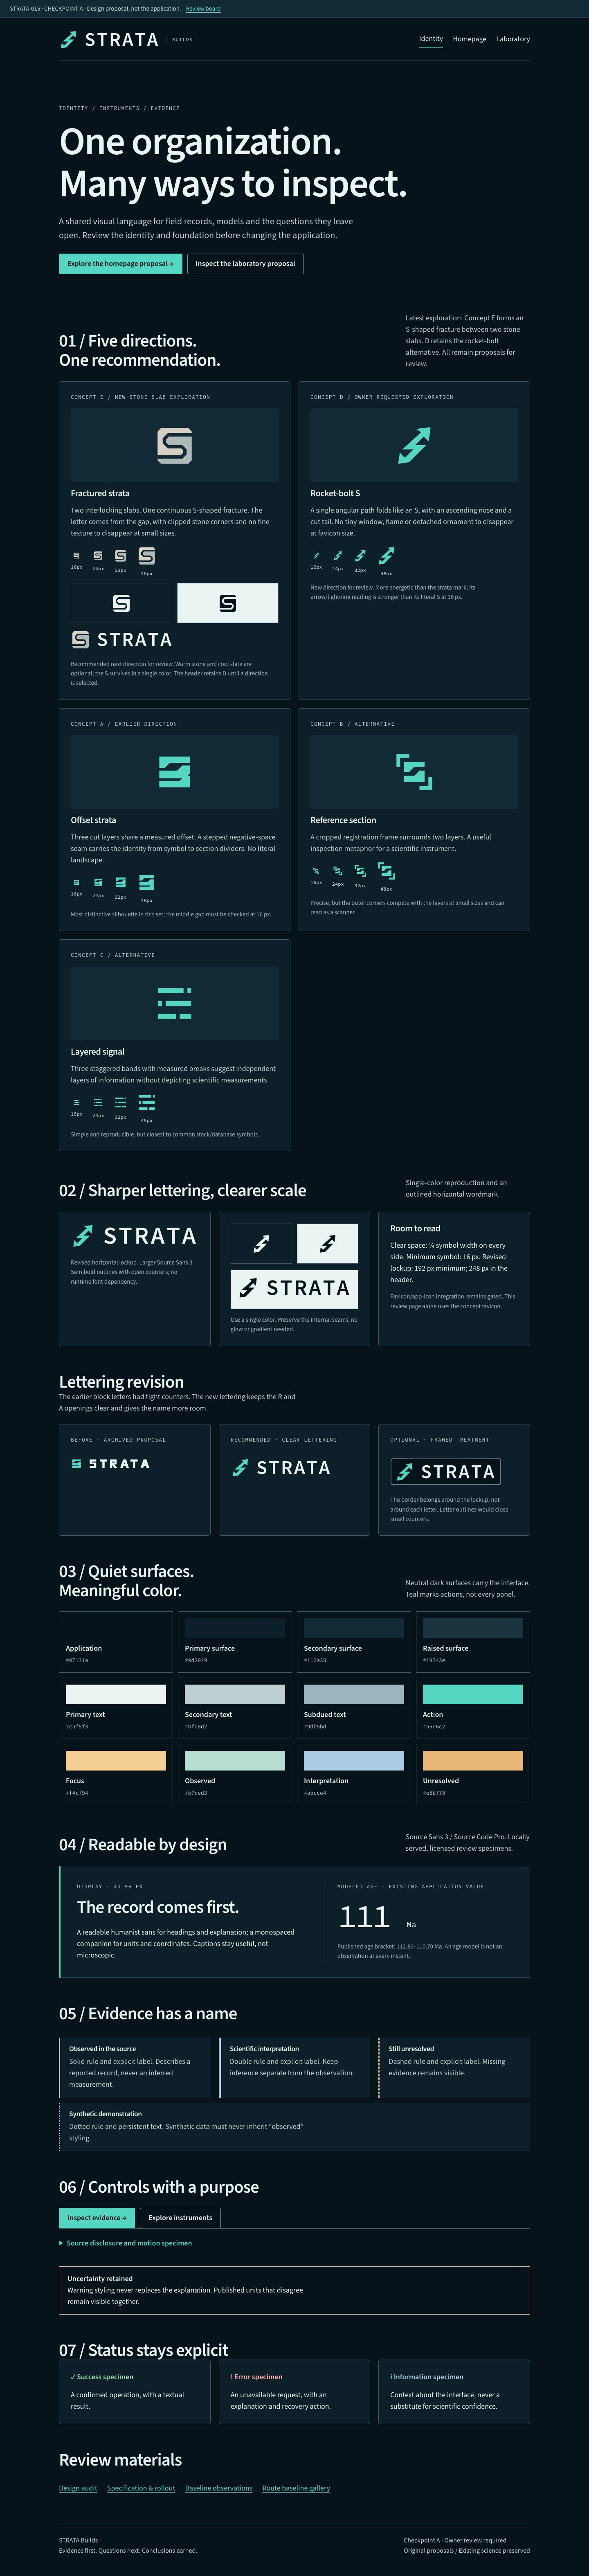 STRATA-015 · CHECKPOINT A · Design proposal, not the application. Review board
STRATA BUILDS
Identity Homepage Laboratory
IDENTITY / INSTRUMENTS / EVIDENCE
One organization.
Many ways to inspect.
A shared visual language for field records, models and the questions they leave
open. Review the identity and foundation before changing the application.
Explore the homepage proposal → Inspect the laboratory proposal
01 / Five directions.
One recommendation.
Latest exploration: Concept E forms an
S-shaped fracture between two stone
slabs. D retains the rocket-bolt
alternative. All remain proposals for
review.
CONCEPT E / NEW STONE-SLAB EXPLORATION
Fractured strata
Two interlocking slabs. One continuous S-shaped fracture. The
letter comes from the gap, with clipped stone corners and no fine
texture to disappear at small sizes.
16px 24px 32px 48px
STRATA
Recommended next direction for review. Warm stone and cool slate are
optional; the S survives in a single color. The header retains D until a direction
is selected.
CONCEPT D / OWNER-REQUESTED EXPLORATION
Rocket-bolt S
A single angular path folds like an S, with an ascending nose and a
cut tail. No tiny window, flame or detached ornament to disappear
at favicon size.
16px 24px 32px 48px
New direction for review. More energetic than the strata mark; its
arrow/lightning reading is stronger than its literal S at 16 px.
CONCEPT A / EARLIER DIRECTION
Offset strata
Three cut layers share a measured offset. A stepped negative-space
seam carries the identity from symbol to section dividers. No literal
landscape.
16px 24px 32px 48px
Most distinctive silhouette in this set; the middle gap must be checked at 16 px.
CONCEPT B / ALTERNATIVE
Reference section
A cropped registration frame surrounds two layers. A useful
inspection metaphor for a scientific instrument.
16px 24px 32px 48px
Precise, but the outer corners compete with the layers at small sizes and can
read as a scanner.
CONCEPT C / ALTERNATIVE
Layered signal
Three staggered bands with measured breaks suggest independent
layers of information without depicting scientific measurements.
16px 24px 32px 48px
Simple and reproducible, but closest to common stack/database symbols.
02 / Sharper lettering, clearer scale
Single-color reproduction and an
outlined horizontal wordmark.
STRATA
Revised horizontal lockup. Larger Source Sans 3
Semibold outlines with open counters; no
runtime font dependency.
STRATA
Use a single color. Preserve the internal seams; no
glow or gradient needed.
Room to read
Clear space: ¼ symbol width on every
side. Minimum symbol: 16 px. Revised
lockup: 192 px minimum; 248 px in the
header.
Favicon/app-icon integration remains gated. This
review page alone uses the concept favicon.
Lettering revision
The earlier block letters had tight counters. The new lettering keeps the R and
A openings clear and gives the name more room.
BEFORE · ARCHIVED PROPOSAL
STRATA
RECOMMENDED · CLEAR LETTERING
STRATA
OPTIONAL · FRAMED TREATMENT
STRATA
The border belongs around the lockup, not
around each letter. Letter outlines would close
small counters.
03 / Quiet surfaces.
Meaningful color.
Neutral dark surfaces carry the interface.
Teal marks actions, not every panel.
Application
#07131a
Primary surface
#0d2029
Secondary surface
#112a35
Raised surface
#19343e
Primary text
#eaf5f3
Secondary text
#bfd0d2
Subdued text
#9db5bd
Action
#55d6c2
Focus
#f4cf94
Observed
#b7ded3
Interpretation
#abcce4
Unresolved
#e8b778
04 / Readable by design
Source Sans 3 / Source Code Pro. Locally
served, licensed review specimens.
DISPLAY · 40–96 PX
The record comes first.
A readable humanist sans for headings and explanation; a monospaced
companion for units and coordinates. Captions stay useful, not
microscopic.
MODELED AGE · EXISTING APPLICATION VALUE
111 Ma
Published age bracket: 112.80–110.70 Ma. An age model is not an
observation at every instant.
05 / Evidence has a name
Observed in the source
Solid rule and explicit label. Describes a
reported record, never an inferred
measurement.
Scientific interpretation
Double rule and explicit label. Keep
inference separate from the observation.
Still unresolved
Dashed rule and explicit label. Missing
evidence remains visible.
Synthetic demonstration
Dotted rule and persistent text. Synthetic data must never inherit “observed”
styling.
06 / Controls with a purpose
Inspect evidence → Explore instruments
▶ Source disclosure and motion specimen
Uncertainty retained
Warning styling never replaces the explanation. Published units that disagree
remain visible together.
07 / Status stays explicit
✓ Success specimen
A confirmed operation, with a textual
result.
! Error specimen
An unavailable request, with an
explanation and recovery action.
i Information specimen
Context about the interface, never a
substitute for scientific confidence.
Review materials
Design audit Specification & rollout Baseline observations Route baseline gallery
STRATA Builds
Evidence first. Questions next. Conclusions earned.
Checkpoint A · Owner review required
Original proposals / Existing science preserved